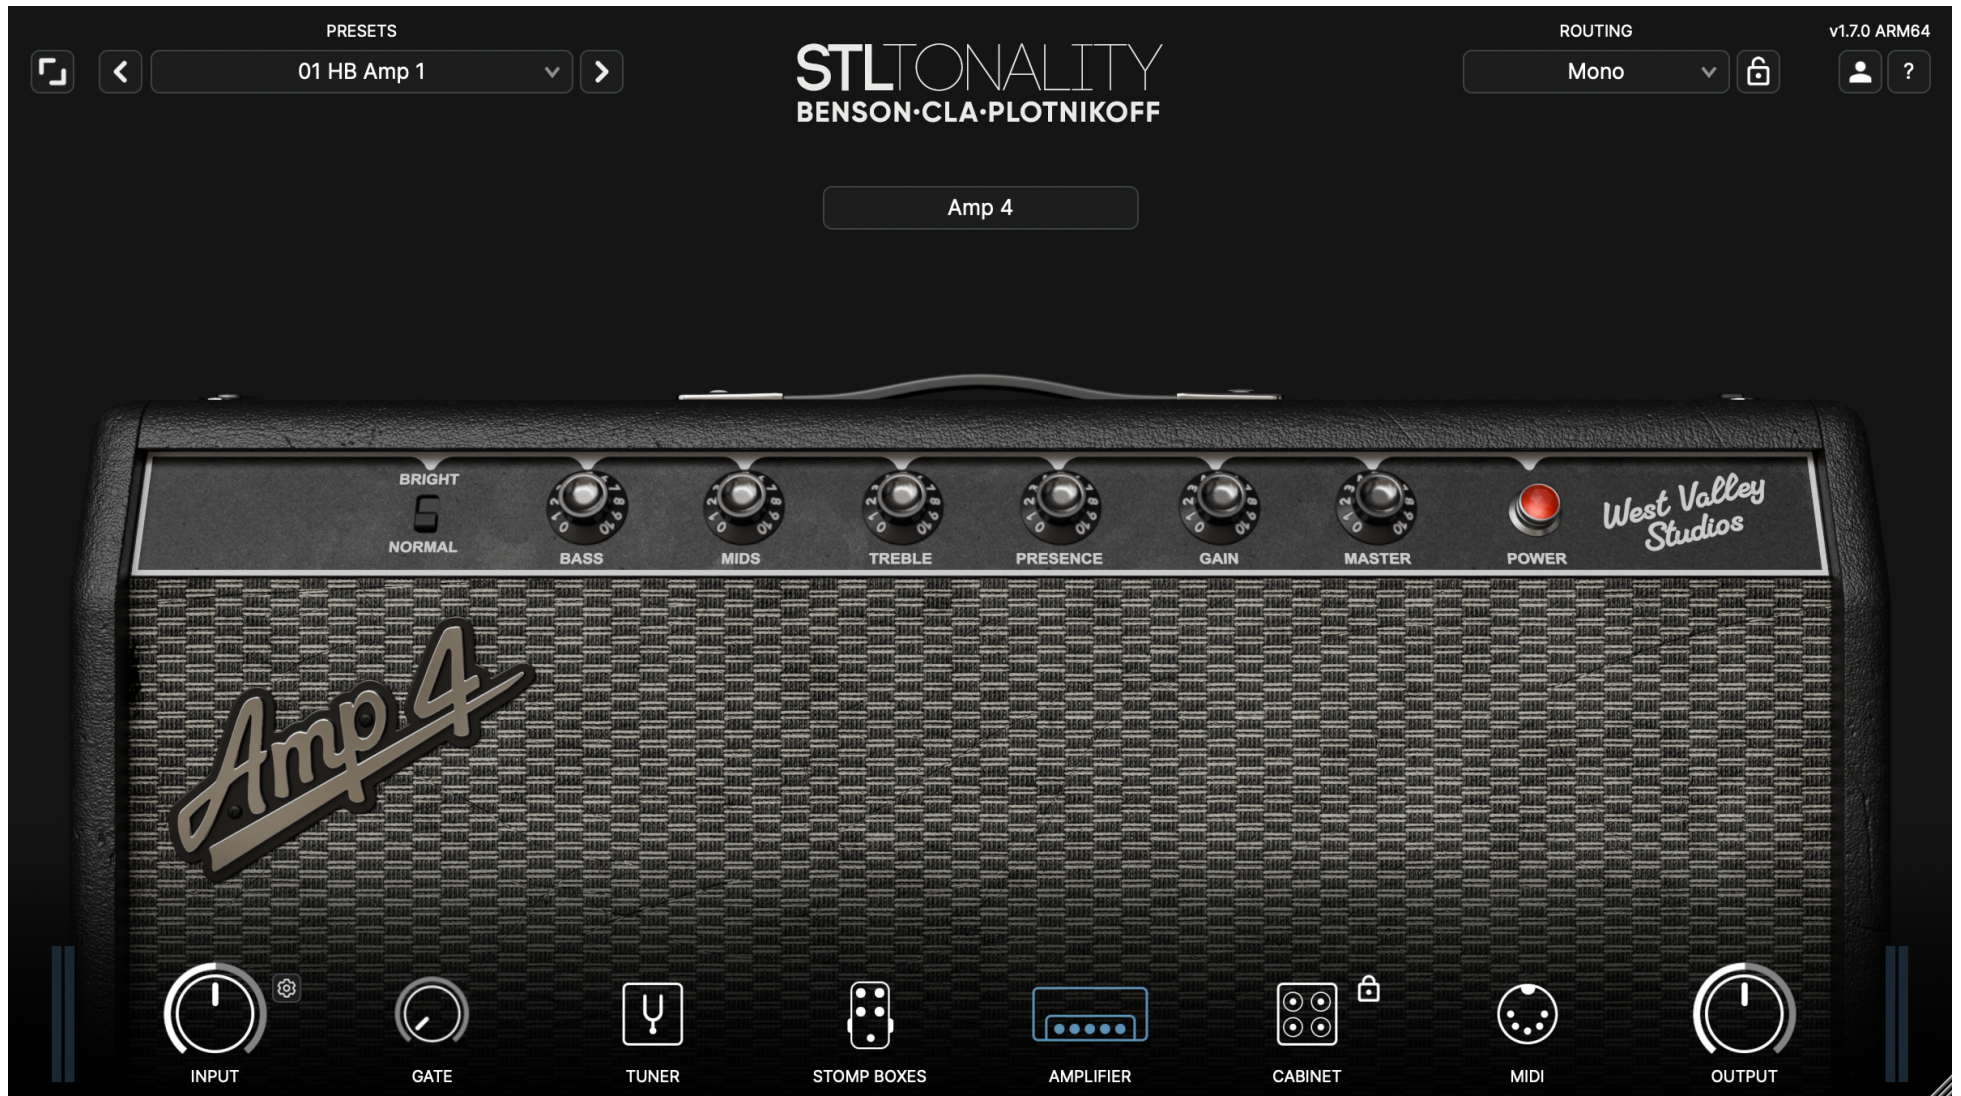 PRESETS
ROUTING
v1.7.0 ARM64
01 HB Amp 1
STLTONALITY
Mono
?
BENSON·CLA·PLOTNIKOFF
Amp 4
BRIGHT
NORMAL
BASS
MIDS
TREBLE
PRESENCE
GAIN
MASTER
POWER
West Valley
Studios
Amp 4
INPUT
GATE
TUNER
STOMP BOXES
AMPLIFIER
CABINET
MIDI
OUTPUT